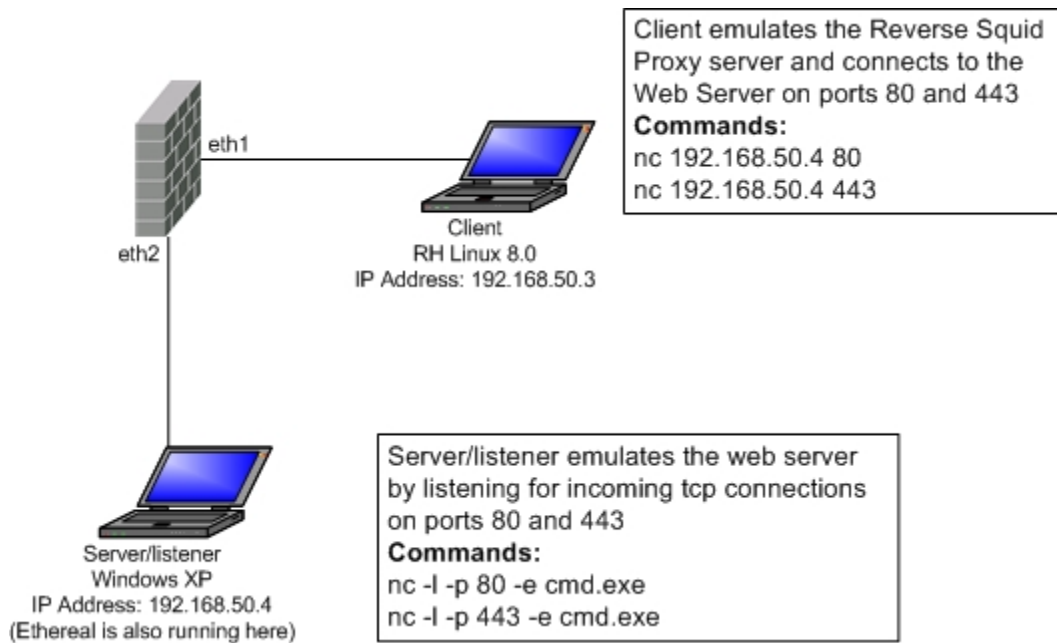 Client emulates the Reverse Squid
Proxy server and connects to the
Web Server on ports 80 and 443
Commands:
nc 192.168.50.4 80
nc 192.168.50.4 443
eth1
eth2
Client
RH Linux 8.0
IP Address: 192.168.50.3
Server/listener
Windows XP
IP Address: 192.168.50.4
(Ethereal is also running here)
Server/listener emulates the web server
by listening for incoming tcp connections
on ports 80 and 443
Commands:
nc -l -p 80 -e cmd.exe
nc -l -p 443 -e cmd.exe